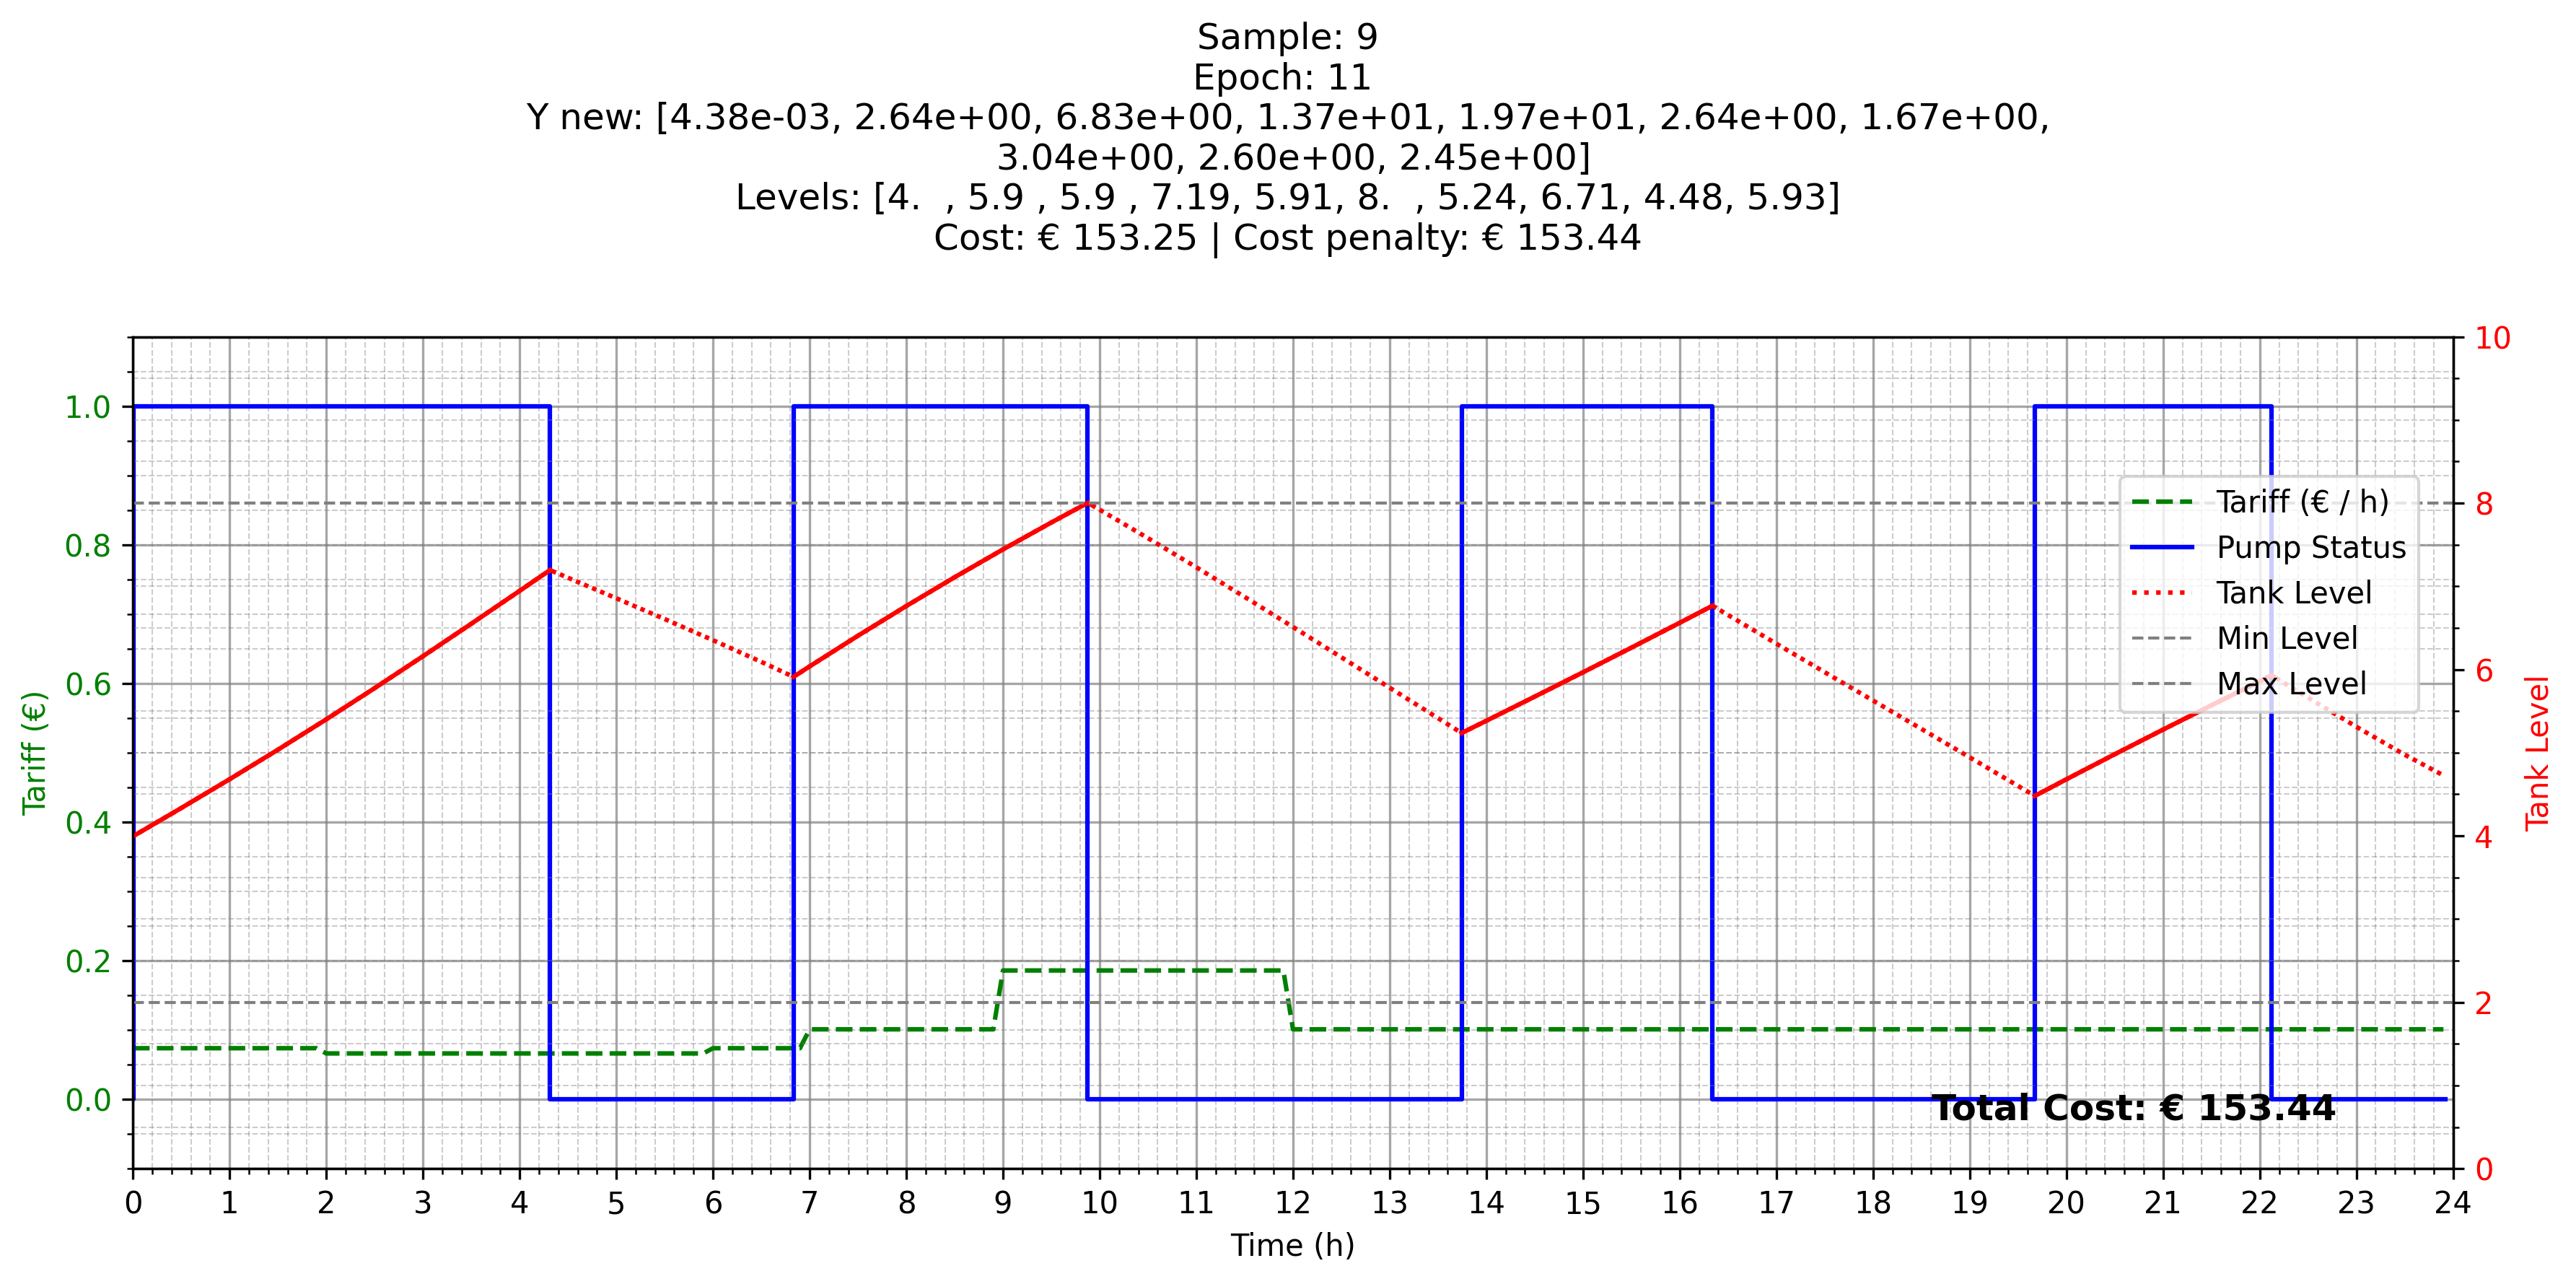 Sample: 9
Epoch: 11
Y new: [4.38e-03, 2.64e+00, 6.83e+00, 1.37e+01, 1.97e+01, 2.64e+00, 1.67e+00,
3.04e+00, 2.60e+00, 2.45e+00]
Levels: [4.  , 5.9 , 5.9 , 7.19, 5.91, 8.  , 5.24, 6.71, 4.48, 5.93]
Cost: € 153.25 | Cost penalty: € 153.44
Tariff (€)
1.0
0.8
0.6
0.4
0.2
0.0
10
8
6
4
2
0
Tank Level
Tariff (€ / h)
Pump Status
Tank Level
Min Level
Max Level
Total Cost: € 153.44
0 1 2 3 4 5 6 7 8 9 10 11 12 13 14 15 16 17 18 19 20 21 22 23 24
Time (h)